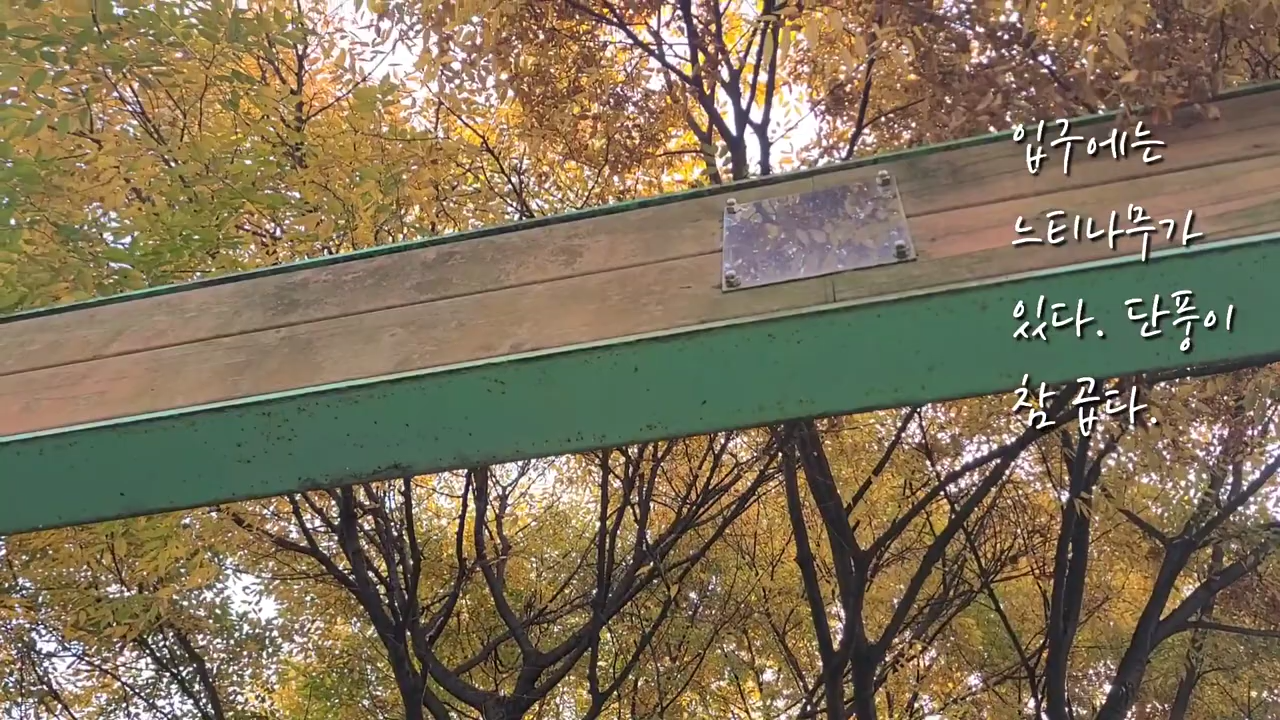 입구에는
느티나무가
있다. 단풍이
참 곱다.